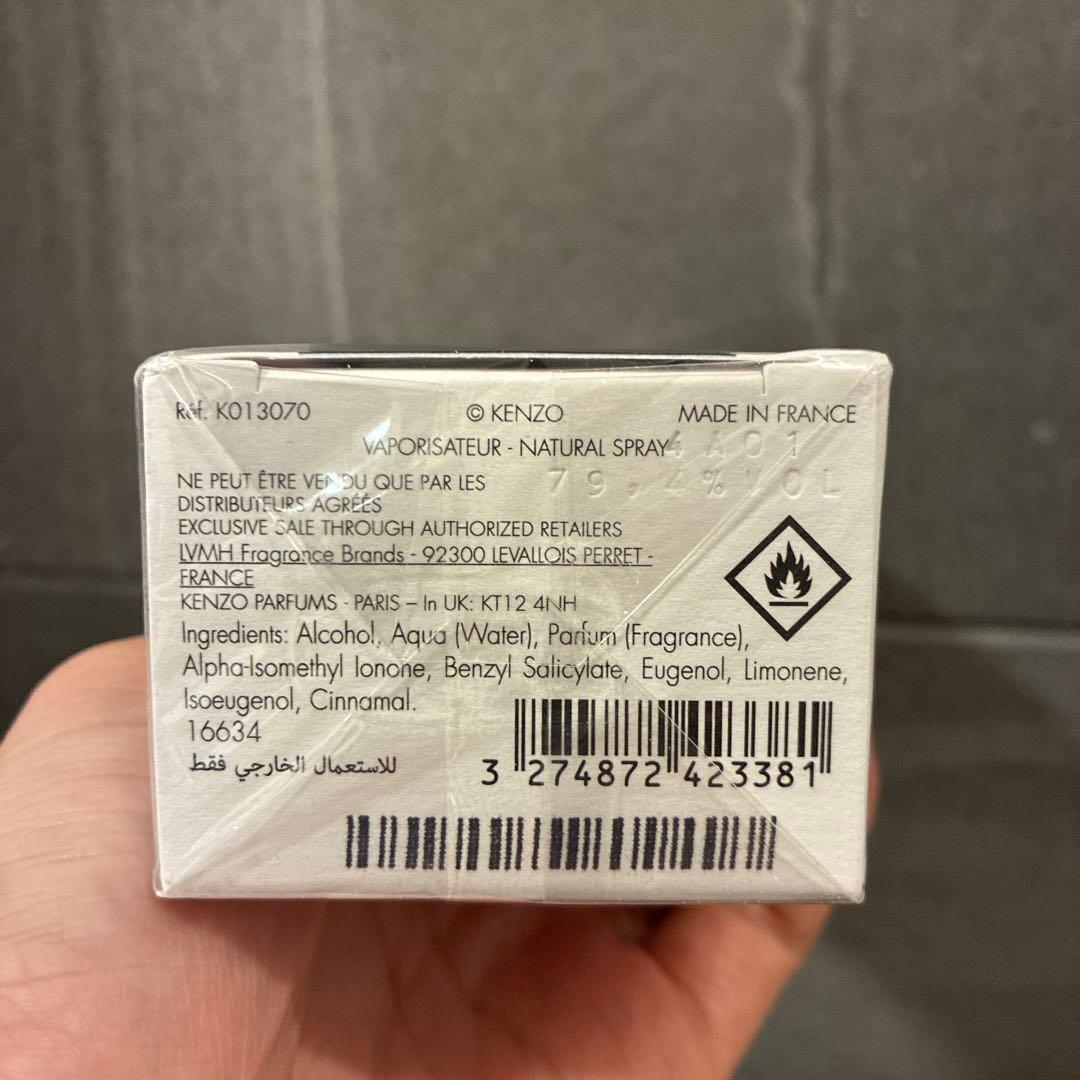 Réf. K013070 © KENZO MADE IN FRANCE
VAPORISATEUR - NATURAL SPRAY 4A01
79.4% VOL
NE PEUT ÊTRE VENDU QUE PAR LES
DISTRIBUTEURS AGRÉÉS
EXCLUSIVE SALE THROUGH AUTHORIZED RETAILERS
LVMH Fragrance Brands - 92300 LEVALLOIS PERRET -
FRANCE
KENZO PARFUMS - PARIS – In UK: KT12 4NH
Ingredients: Alcohol, Aqua (Water), Parfum (Fragrance),
Alpha-Isomethyl Ionone, Benzyl Salicylate, Eugenol, Limonene,
Isoeugenol, Cinnamal.
16634
للاستعمال الخارجي فقط
3 274872 423381